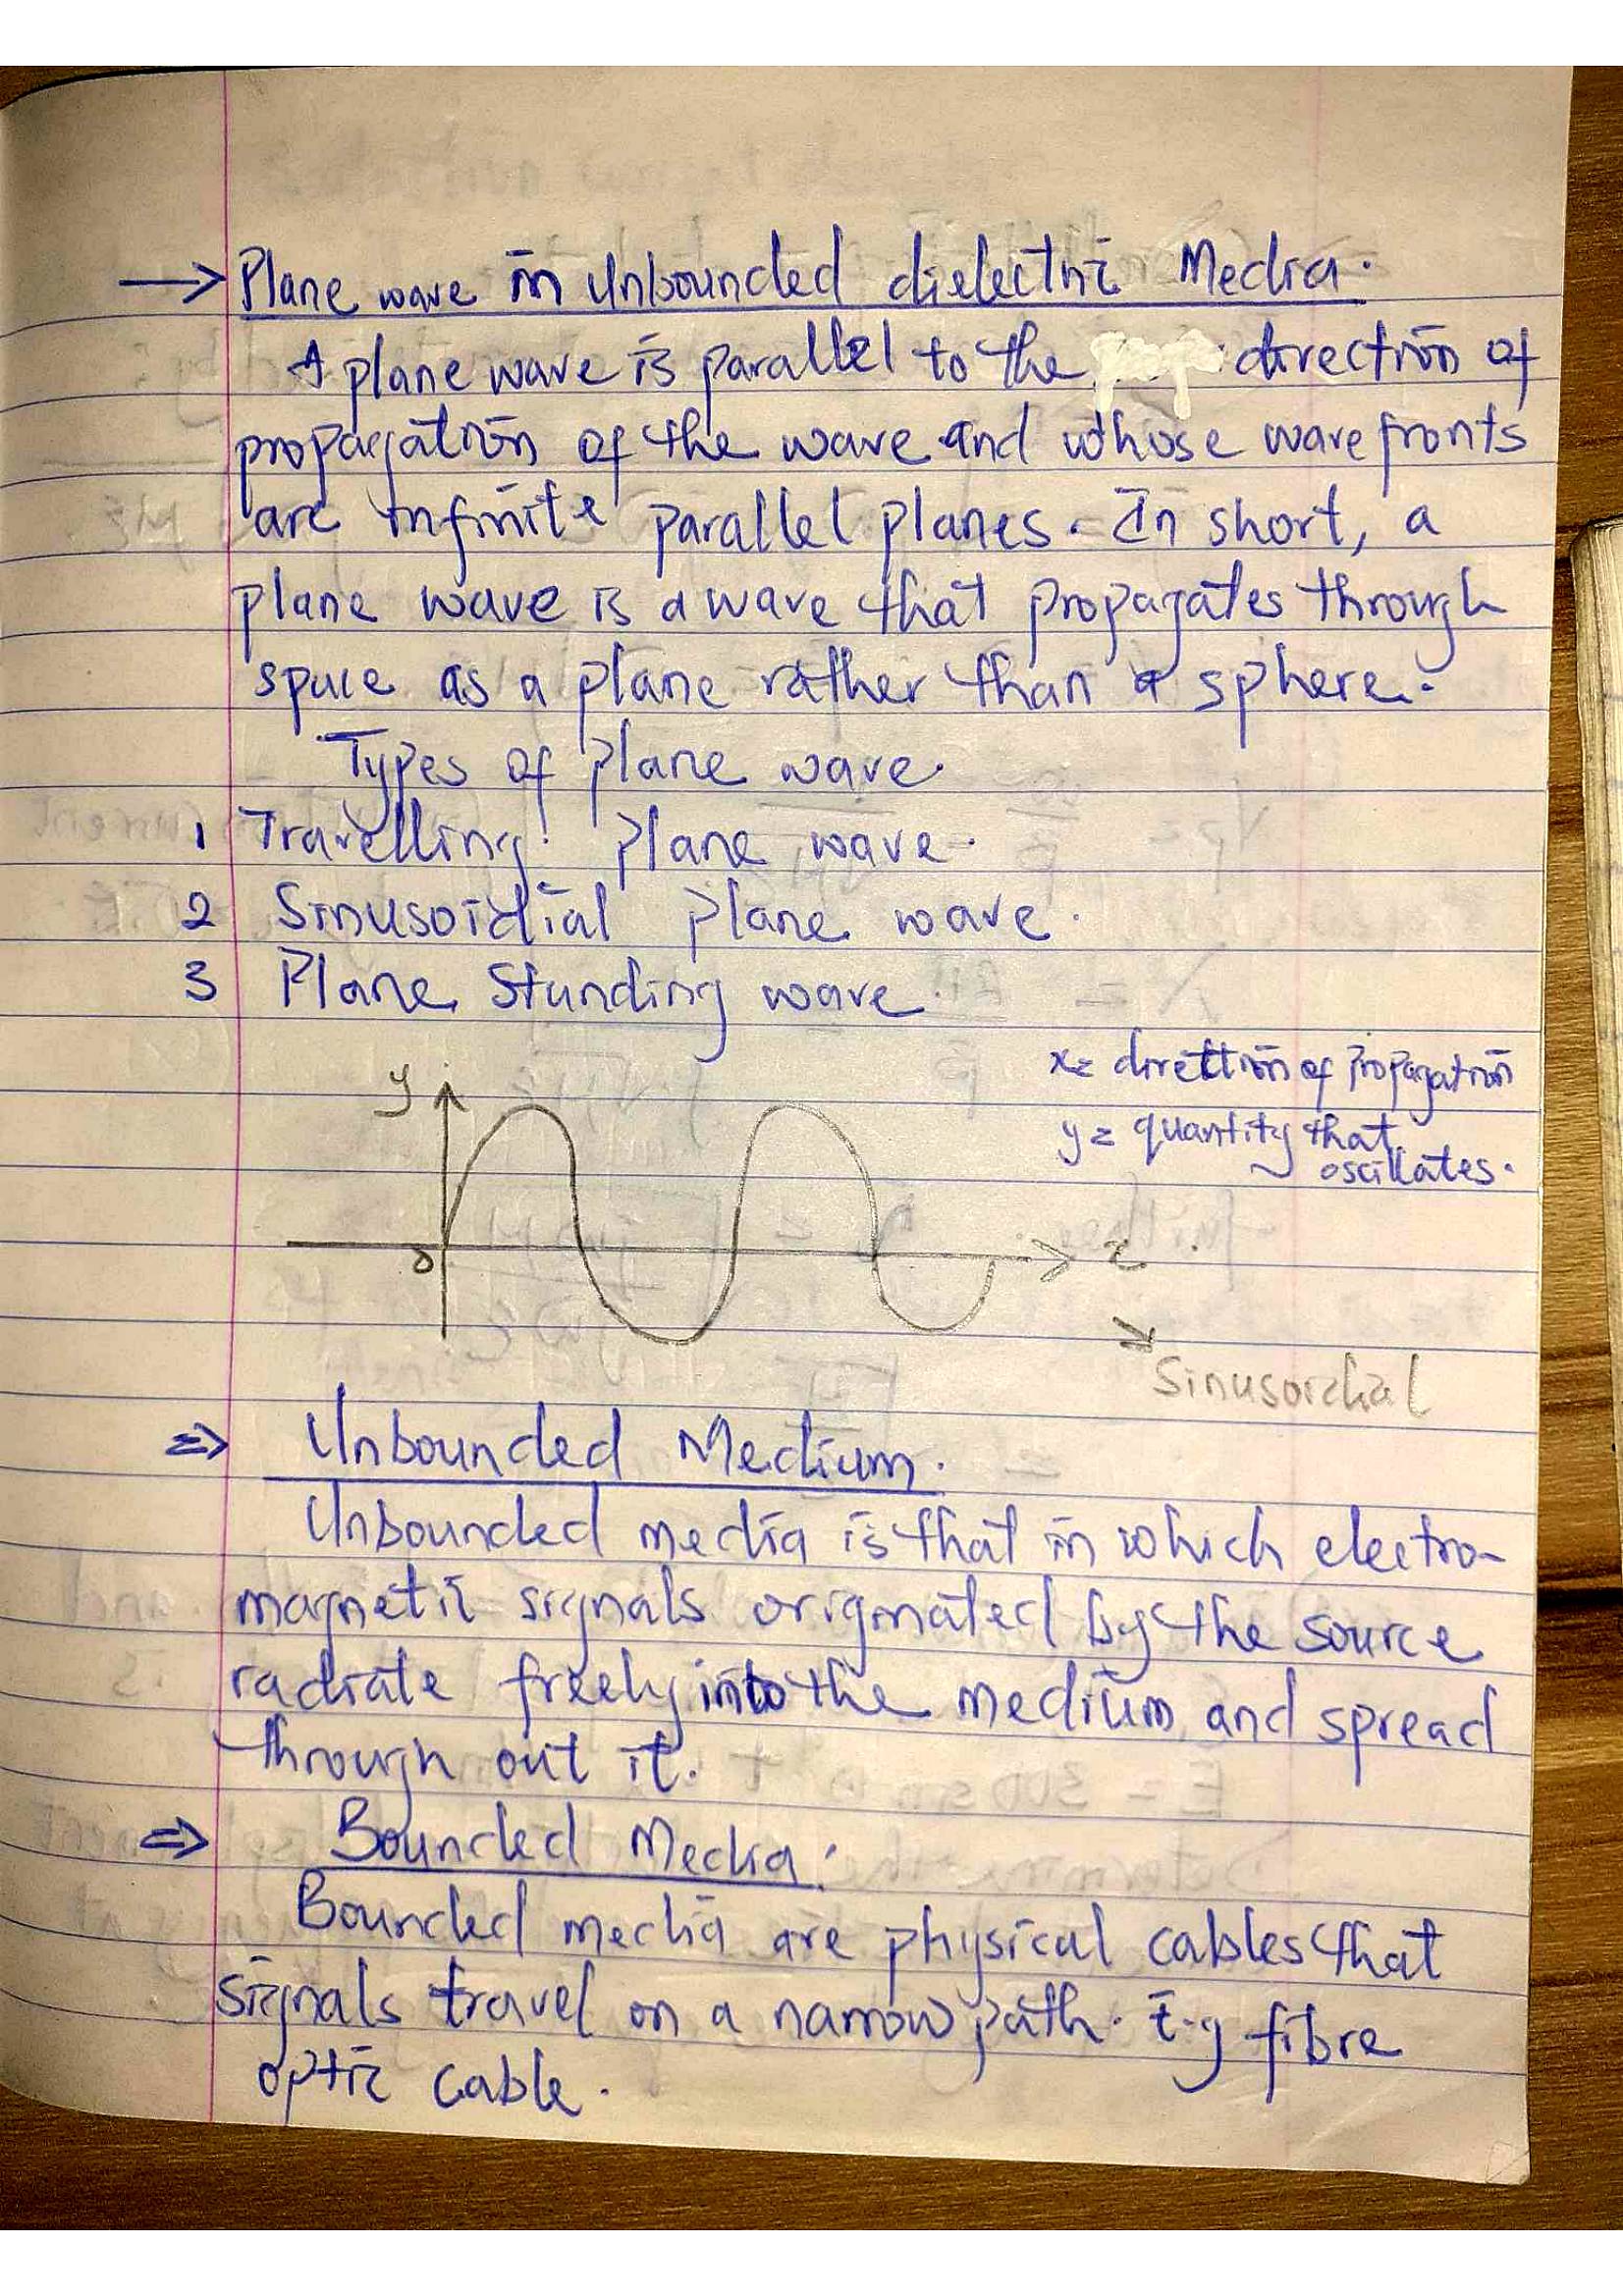 → Plane wave in Unbounded dielectric Media.
A plane wave is parallel to the direction of
propagation of the wave and whose wavefronts
are infinite parallel planes. In short, a
plane wave is a wave that propagates through
space as a plane rather than a sphere.
Types of plane wave.
1 Travelling plane wave.
2 Sinusoidial plane wave.
3 Plane Standing wave.
x = direction of propagation
y = quantity that
oscillates.
y
0
x
Sinusoidial
⇒ Unbounded Medium.
Unbounded media is that in which electro-
magnetic signals originated by the source
radiate freely into the medium and spread
through out it.
⇒ Bounded Media:
Bounded media are physical cables that
signals travel on a narrow path. E.g fibre
optic cable.